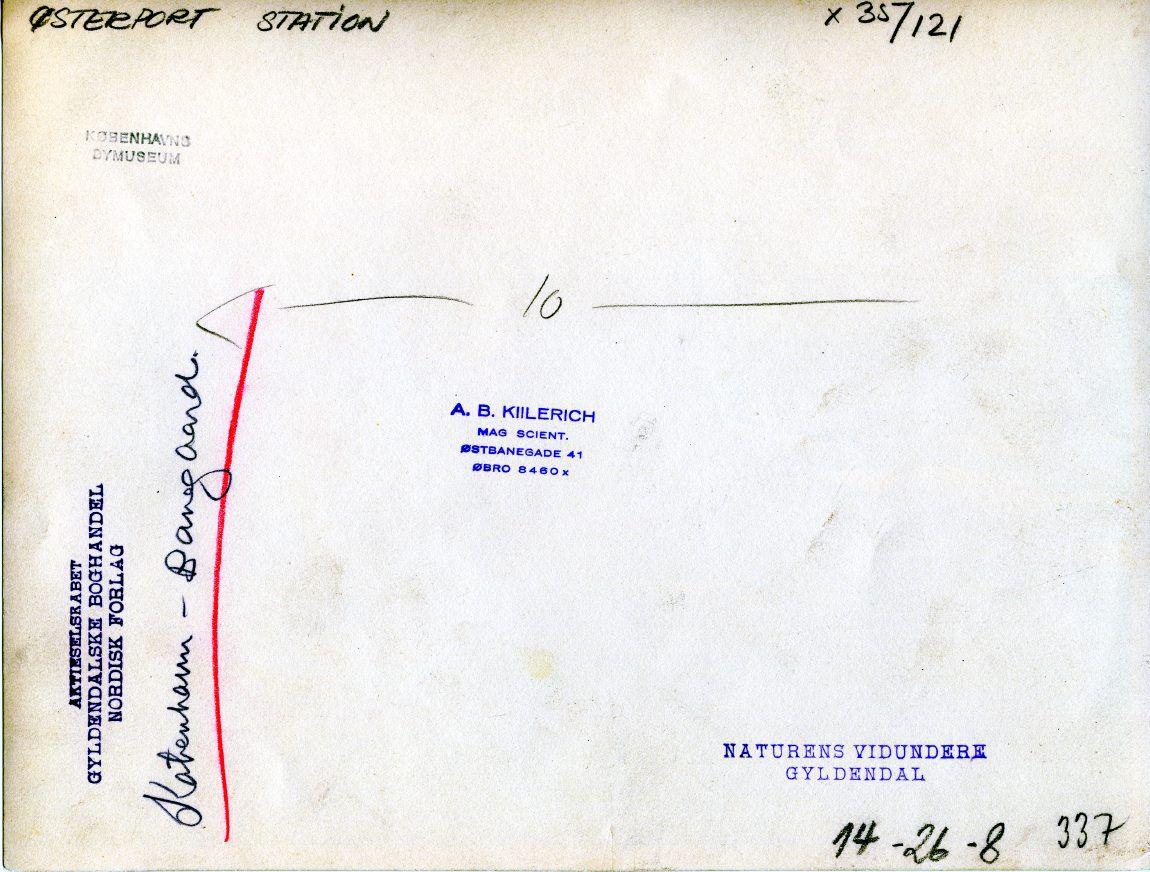 ØSTERPORT STATION
x 35/121
KØBENHAVNS
BYMUSEUM
10
A. B. KIILERICH
MAG SCIENT.
ØSTBANEGADE 41
ØBRO 8460x
AKTIESELSKABET
GYLDENDALSKE BOGHANDEL
NORDISK FORLAG
København - Banegaard.
NATURENS VIDUNDERE
GYLDENDAL
14-26-8
337